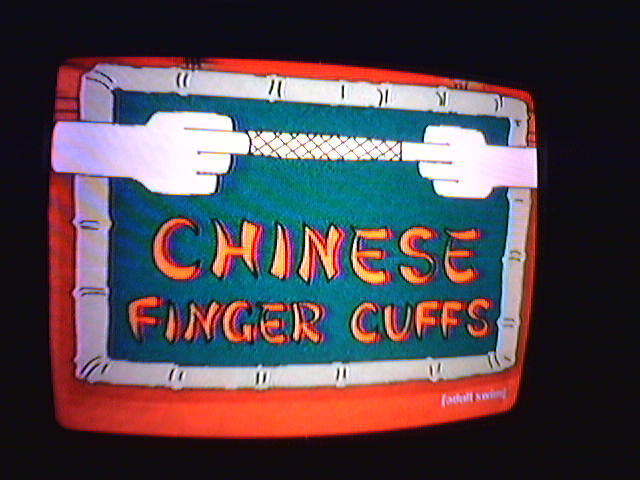 CHINESE
FINGER CUFFS
[adult swim]